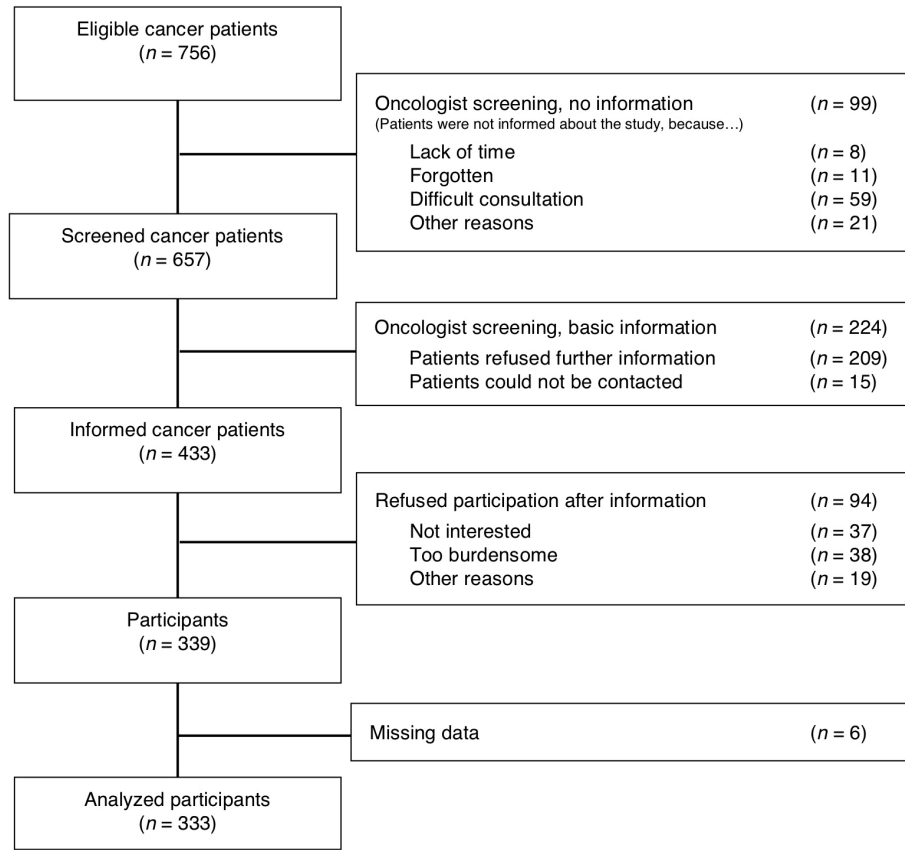 Eligible cancer patients
(n = 756)
Oncologist screening, no information (n = 99)
(Patients were not informed about the study, because…)
Lack of time (n = 8)
Forgotten (n = 11)
Difficult consultation (n = 59)
Other reasons (n = 21)
Screened cancer patients
(n = 657)
Oncologist screening, basic information (n = 224)
Patients refused further information (n = 209)
Patients could not be contacted (n = 15)
Informed cancer patients
(n = 433)
Refused participation after information (n = 94)
Not interested (n = 37)
Too burdensome (n = 38)
Other reasons (n = 19)
Participants
(n = 339)
Missing data (n = 6)
Analyzed participants
(n = 333)